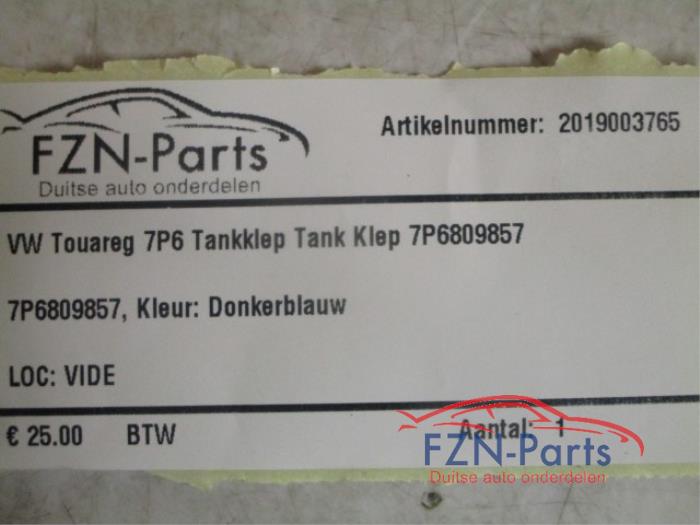 FZN-Parts
Duitse auto onderdelen
Artikelnummer: 2019003765
VW Touareg 7P6 Tankklep Tank Klep 7P6809857
7P6809857, Kleur: Donkerblauw
LOC: VIDE
€ 25.00 BTW Aantal: 1
FZN-Parts
Duitse auto onderdelen